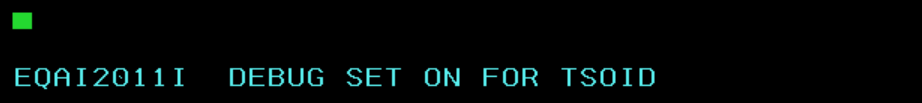 EQAI2011I  DEBUG SET ON FOR TSOID